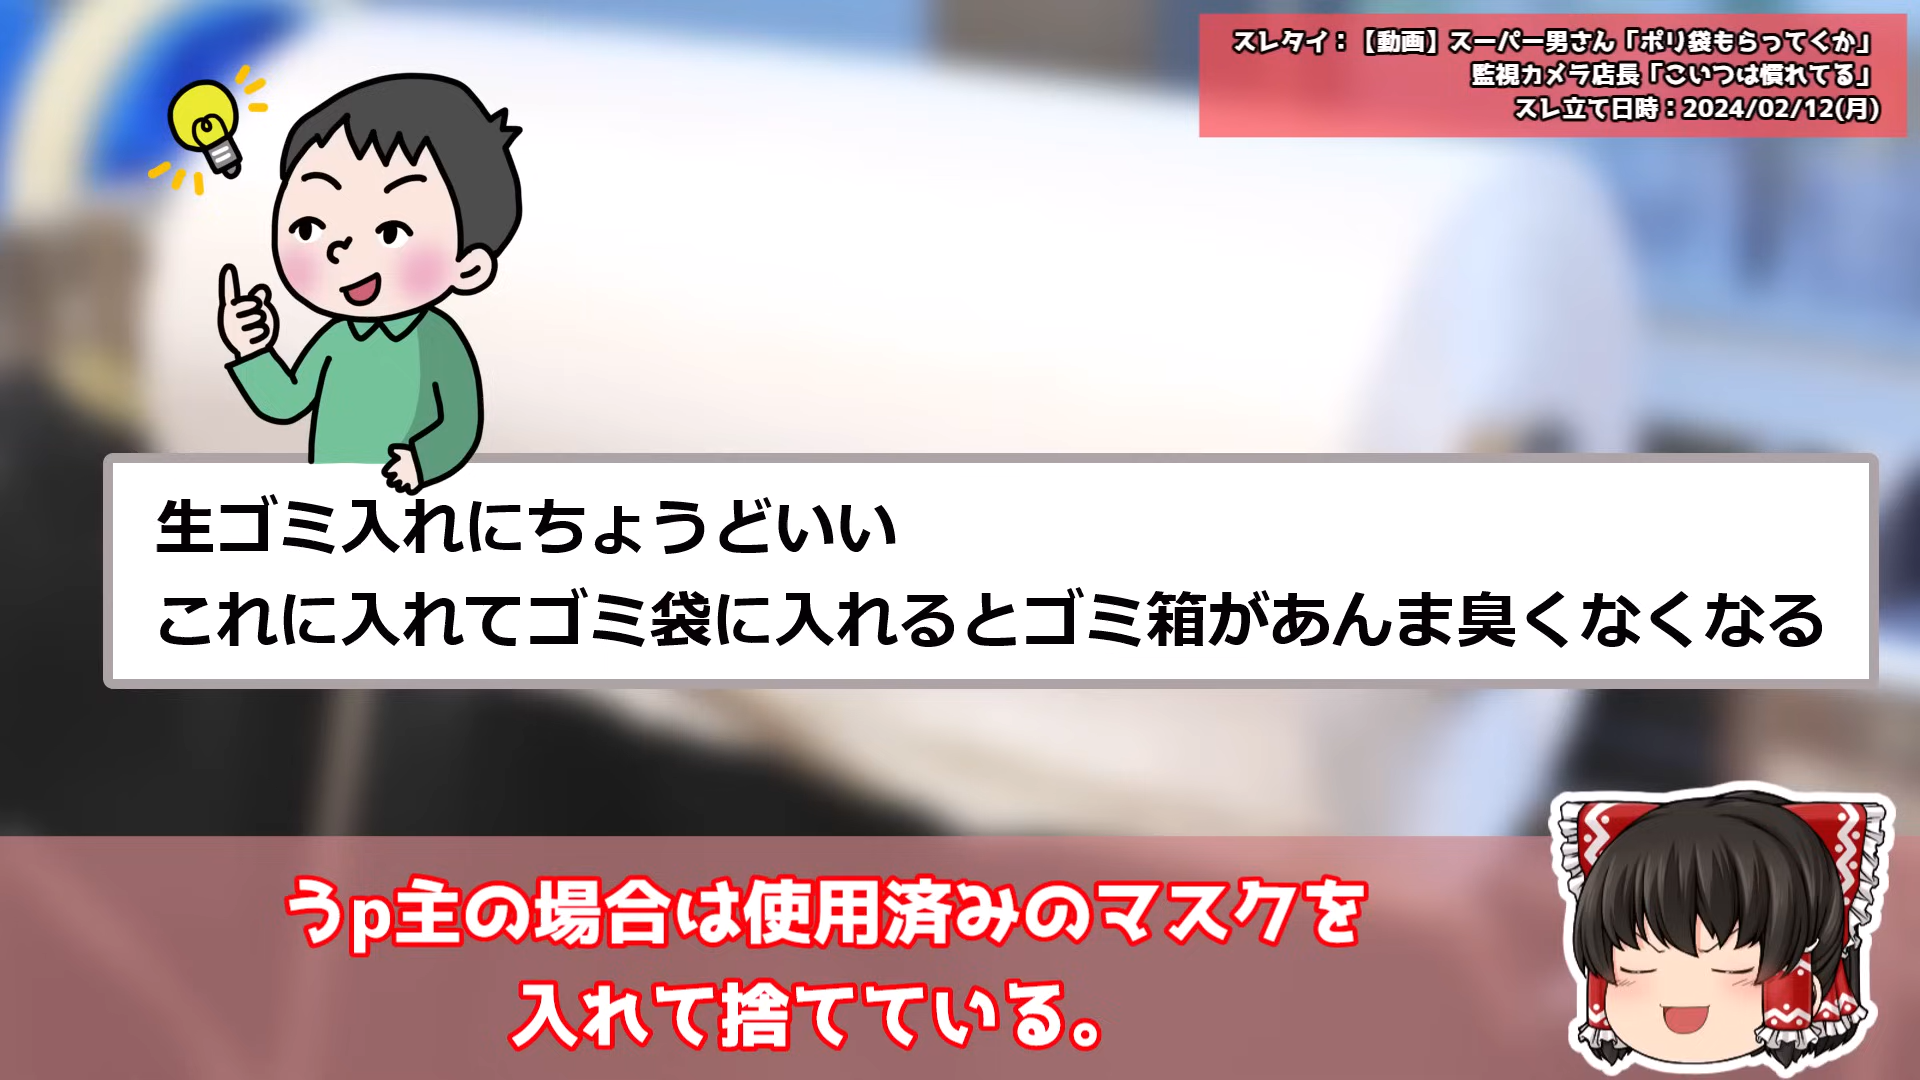 スレタイ：【動画】スーパー男さん「ポリ袋もらってくか」
監視カメラ店長「こいつは慣れてる」
スレ立て日時：2024/02/12(月)
生ゴミ入れにちょうどいい
これに入れてゴミ袋に入れるとゴミ箱があんま臭くなくなる
うp主の場合は使用済みのマスクを
入れて捨てている。